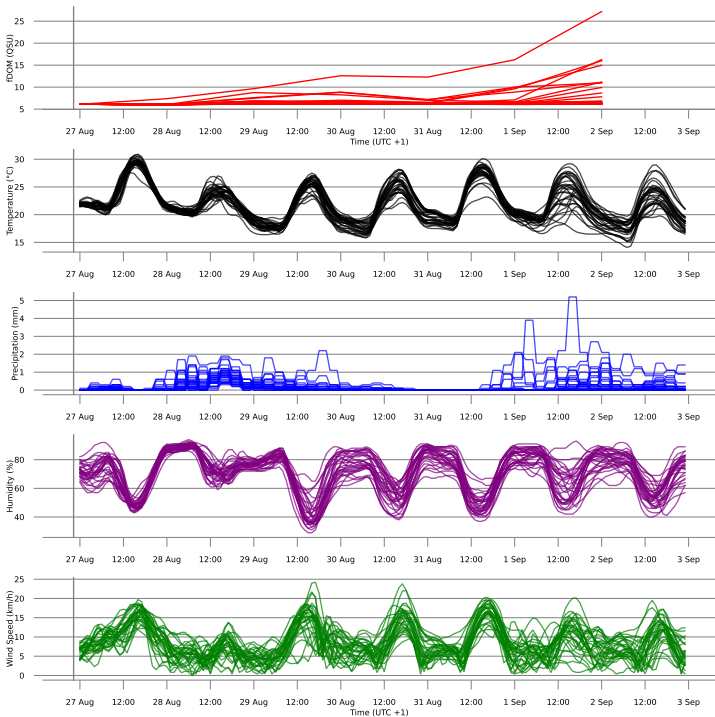 fDOM (QSU)
25
20
15
10
5
27 Aug 12:00 28 Aug 12:00 29 Aug 12:00 30 Aug 12:00 31 Aug 12:00 1 Sep 12:00 2 Sep 12:00 3 Sep
Time (UTC +1)
Temperature (°C)
30
25
20
15
27 Aug 12:00 28 Aug 12:00 29 Aug 12:00 30 Aug 12:00 31 Aug 12:00 1 Sep 12:00 2 Sep 12:00 3 Sep
Precipitation (mm)
5
4
3
2
1
0
27 Aug 12:00 28 Aug 12:00 29 Aug 12:00 30 Aug 12:00 31 Aug 12:00 1 Sep 12:00 2 Sep 12:00 3 Sep
Humidity (%)
80
60
40
27 Aug 12:00 28 Aug 12:00 29 Aug 12:00 30 Aug 12:00 31 Aug 12:00 1 Sep 12:00 2 Sep 12:00 3 Sep
Wind Speed (km/h)
25
20
15
10
5
0
27 Aug 12:00 28 Aug 12:00 29 Aug 12:00 30 Aug 12:00 31 Aug 12:00 1 Sep 12:00 2 Sep 12:00 3 Sep
Time (UTC +1)